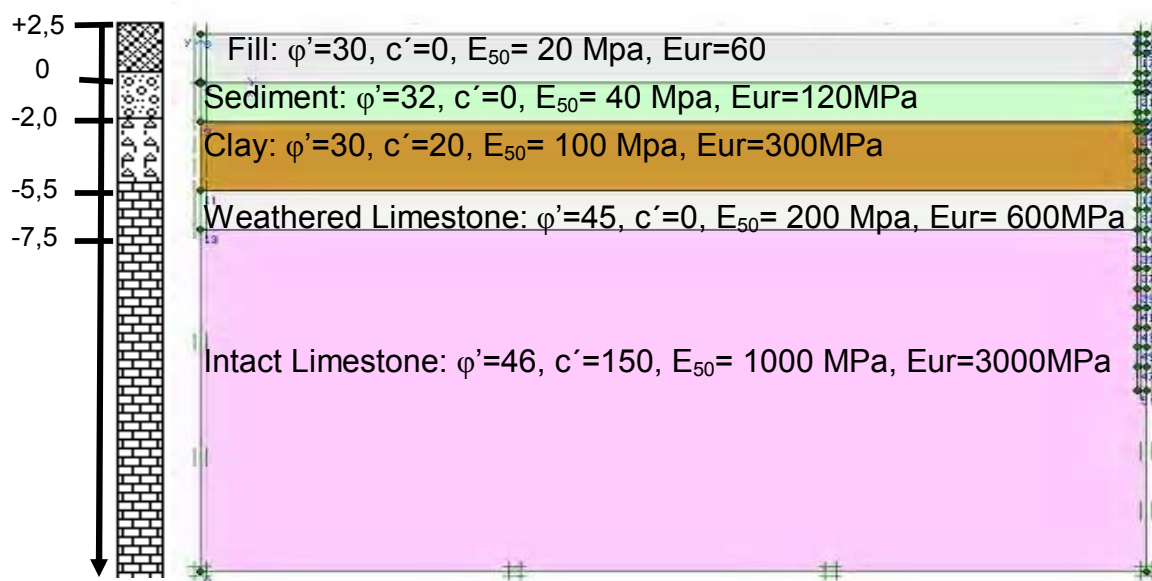 +2,5
Fill: φ’=30, c´=0, E₅₀= 20 Mpa, Eur=60
0
Sediment: φ’=32, c´=0, E₅₀= 40 Mpa, Eur=120MPa
-2,0
Clay: φ’=30, c´=20, E₅₀= 100 Mpa, Eur=300MPa
-5,5
Weathered Limestone: φ’=45, c´=0, E₅₀= 200 Mpa, Eur= 600MPa
-7,5
13
Intact Limestone: φ’=46, c´=150, E₅₀= 1000 MPa, Eur=3000MPa